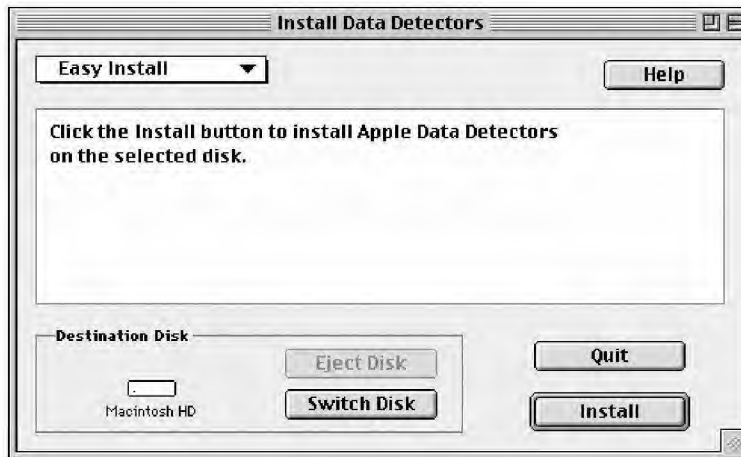 Install Data Detectors
Easy Install
Help
Click the Install button to install Apple Data Detectors
on the selected disk.
Destination Disk
Eject Disk
Quit
Macintosh HD
Switch Disk
Install